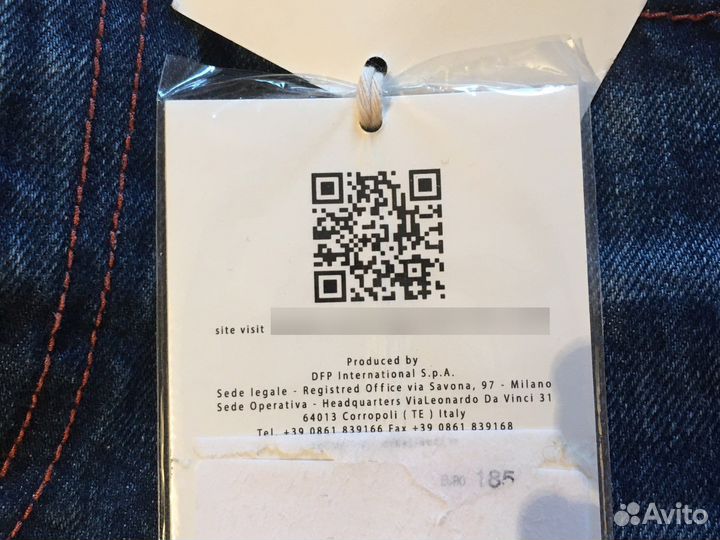 site visit
Produced by
DFP International S.p.A.
Sede legale - Registred Office via Savona, 97 - Milano
Sede Operativa - Headquarters ViaLeonardo Da Vinci 31
64013 Corropoli ( TE ) Italy
Tel. +39 0861 839166 Fax +39 0861 839168
EURO 185
Avito